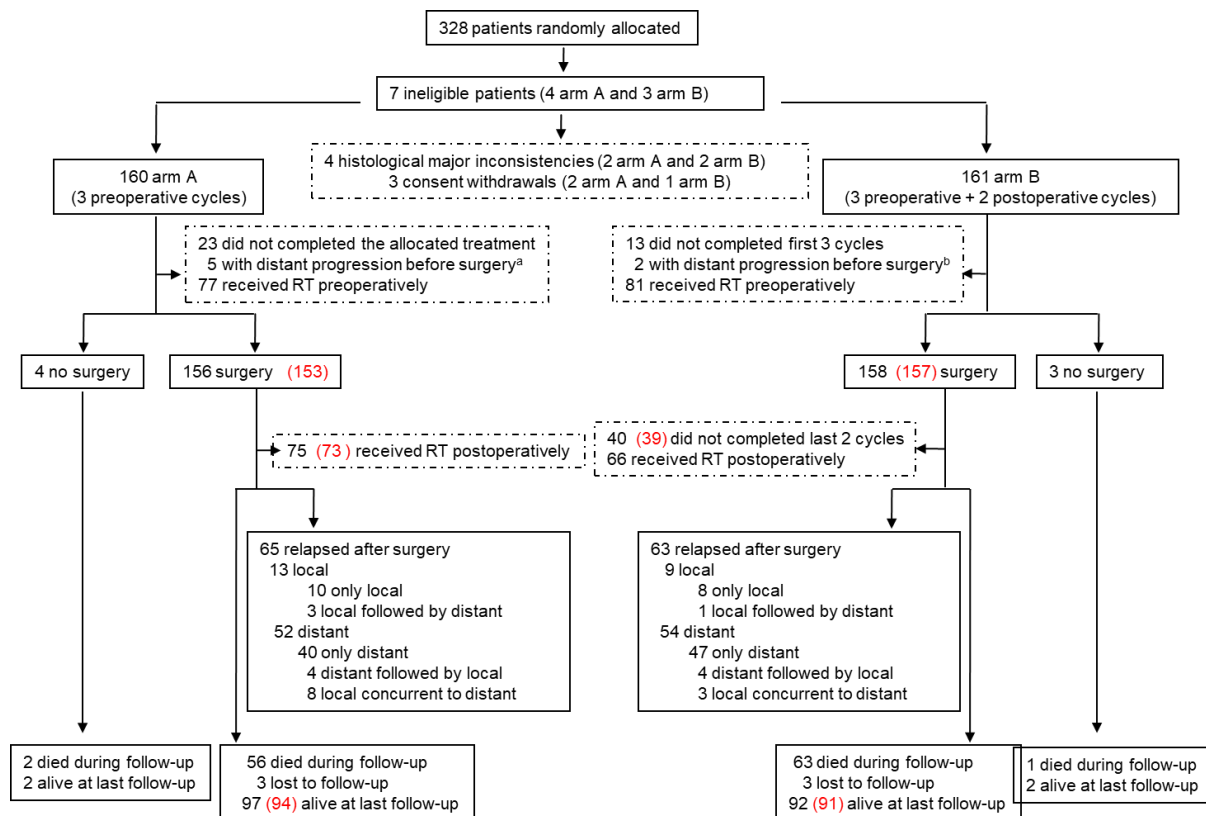 328 patients randomly allocated
7 ineligible patients (4 arm A and 3 arm B)
4 histological major inconsistencies (2 arm A and 2 arm B)
3 consent withdrawals (2 arm A and 1 arm B)
160 arm A
(3 preoperative cycles)
161 arm B
(3 preoperative + 2 postoperative cycles)
23 did not completed the allocated treatment
5 with distant progression before surgeryᵃ
77 received RT preoperatively
13 did not completed first 3 cycles
2 with distant progression before surgeryᵇ
81 received RT preoperatively
4 no surgery
156 surgery (153)
158 (157) surgery
3 no surgery
75 (73) received RT postoperatively
40 (39) did not completed last 2 cycles
66 received RT postoperatively
65 relapsed after surgery
13 local
10 only local
3 local followed by distant
52 distant
40 only distant
4 distant followed by local
8 local concurrent to distant
63 relapsed after surgery
9 local
8 only local
1 local followed by distant
54 distant
47 only distant
4 distant followed by local
3 local concurrent to distant
2 died during follow-up
2 alive at last follow-up
56 died during follow-up
3 lost to follow-up
97 (94) alive at last follow-up
63 died during follow-up
3 lost to follow-up
92 (91) alive at last follow-up
1 died during follow-up
2 alive at last follow-up